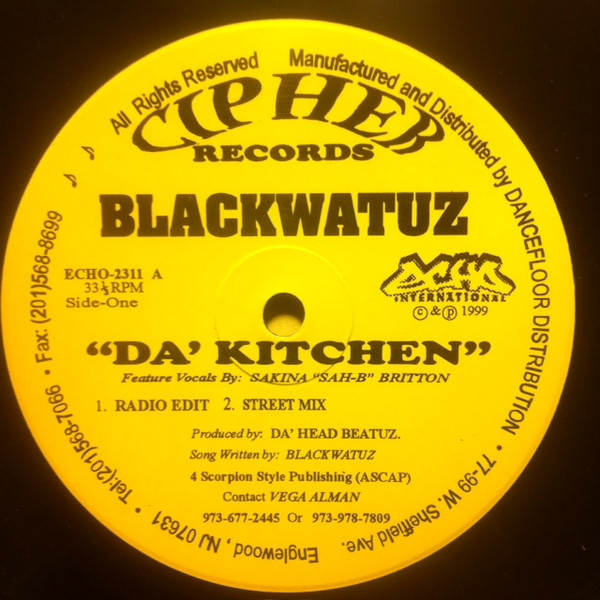 All Rights Reserved   Manufactured and Distributed by DANCEFLOOR DISTRIBUTION • 77-99 W. Sheffield Ave. Englewood, NJ 07631 • Tel:(201)568-7066 • Fax: (201)568-8699
CIPHER
RECORDS
BLACKWATUZ
ECHO-2311 A
33⅓ RPM
Side-One
ECHO
INTERNATIONAL
© & ℗ 1999
“DA’ KITCHEN”
Feature Vocals By: SAKINA “SAH-B” BRITTON
1. RADIO EDIT 2. STREET MIX
Produced by: DA’ HEAD BEATUZ.
Song Written by: BLACKWATUZ
4 Scorpion Style Publishing (ASCAP)
Contact VEGA ALMAN
973-677-2445 Or 973-978-7809